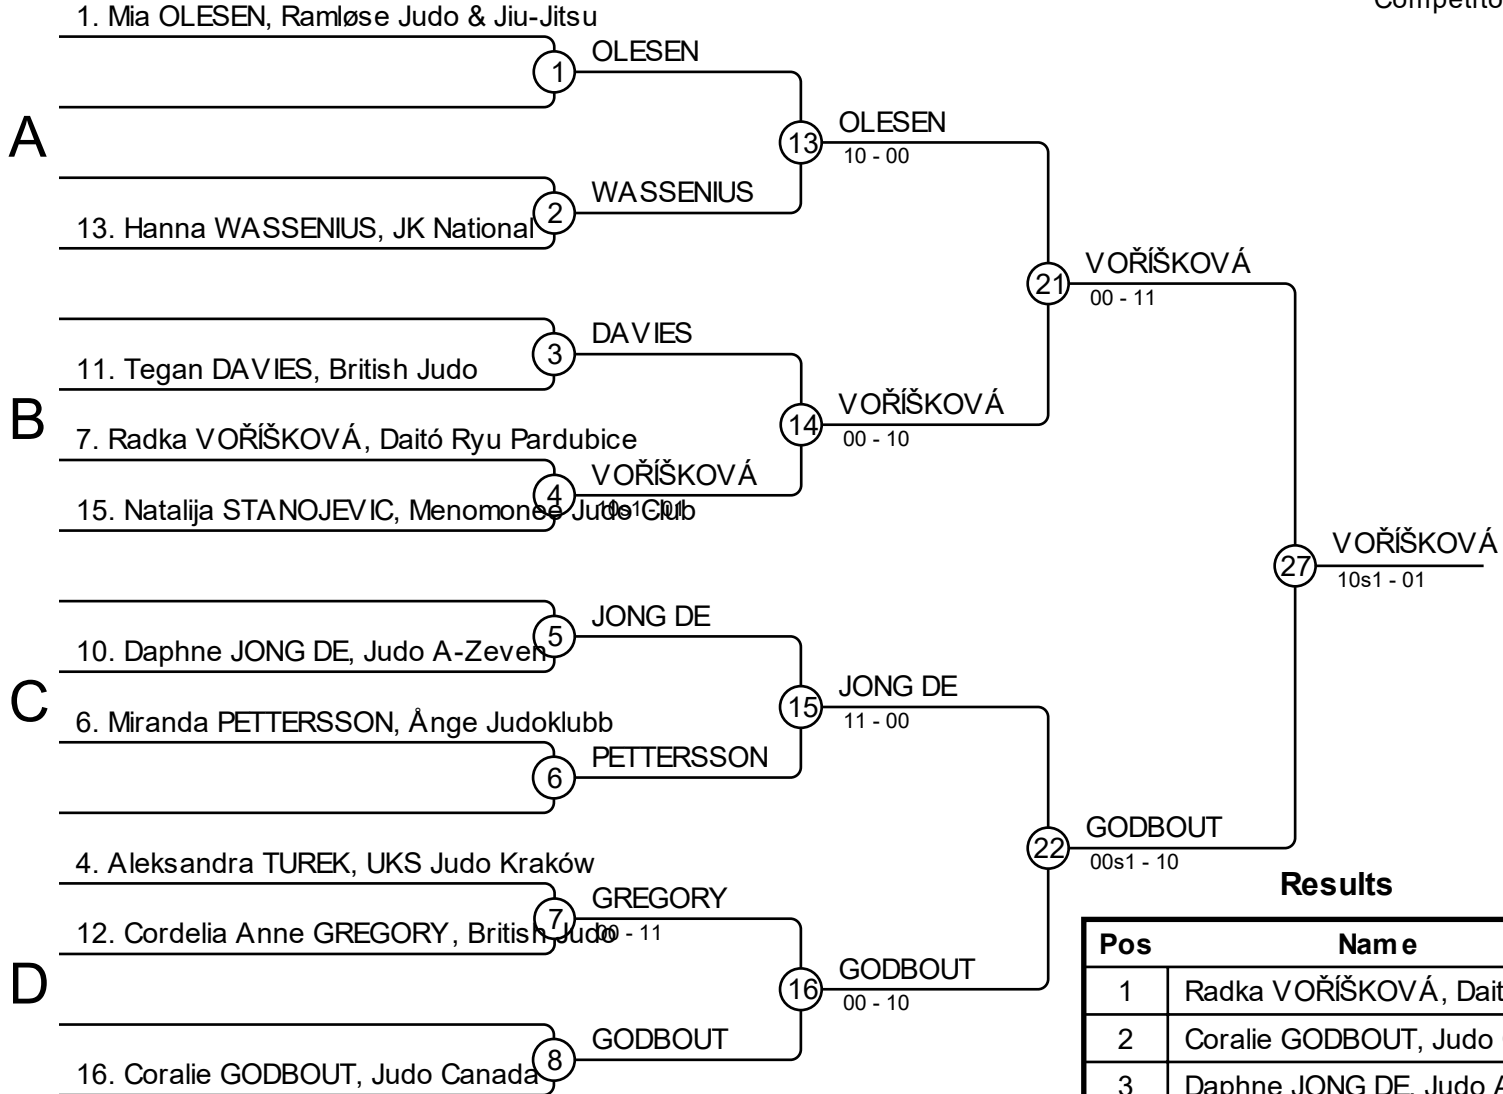 Competito
1. Mia OLESEN, Ramløse Judo & Jiu-Jitsu
OLESEN
1
A
OLESEN
13
10 - 00
WASSENIUS
2
13. Hanna WASSENIUS, JK National
VOŘÍŠKOVÁ
21
00 - 11
DAVIES
3
11. Tegan DAVIES, British Judo
B
VOŘÍŠKOVÁ
14
00 - 10
7. Radka VOŘÍŠKOVÁ, Daitó Ryu Pardubice
VOŘÍŠKOVÁ
4
10s1 - 01
15. Natalija STANOJEVIC, Menomonee Judo Club
VOŘÍŠKOVÁ
27
10s1 - 01
JONG DE
5
10. Daphne JONG DE, Judo A-Zeven
C
JONG DE
15
11 - 00
6. Miranda PETTERSSON, Ånge Judoklubb
PETTERSSON
6
GODBOUT
22
00s1 - 10
4. Aleksandra TUREK, UKS Judo Kraków
GREGORY
7
00 - 11
12. Cordelia Anne GREGORY, British Judo
D
GODBOUT
16
00 - 10
GODBOUT
8
16. Coralie GODBOUT, Judo Canada
Results
Pos Name
1 Radka VOŘÍŠKOVÁ, Dait
2 Coralie GODBOUT, Judo
3 Daphne JONG DE, Judo A